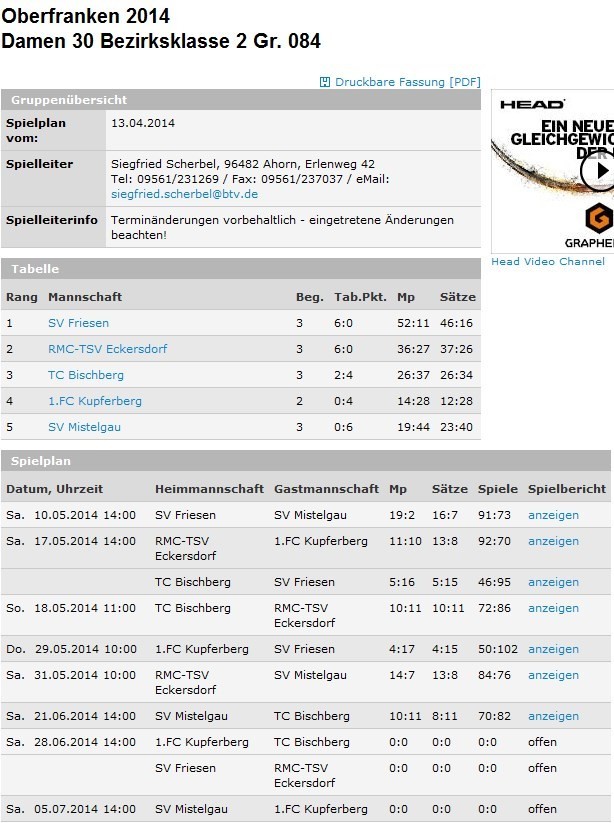 Oberfranken 2014
Damen 30 Bezirksklasse 2 Gr. 084
Druckbare Fassung [PDF]
Gruppenübersicht
Spielplan vom: 13.04.2014
Spielleiter Siegfried Scherbel, 96482 Ahorn, Erlenweg 42
Tel: 09561/231269 / Fax: 09561/237037 / eMail:
siegfried.scherbel@btv.de
Spielleiterinfo Terminänderungen vorbehaltlich - eingetretene Änderungen
beachten!
HEAD
EIN NEUE
GLEICHGEWIC
DER
GRAPHE
Head Video Channel
Tabelle
Rang Mannschaft Beg. Tab.Pkt. Mp Sätze
1 SV Friesen 3 6:0 52:11 46:16
2 RMC-TSV Eckersdorf 3 6:0 36:27 37:26
3 TC Bischberg 3 2:4 26:37 26:34
4 1.FC Kupferberg 2 0:4 14:28 12:28
5 SV Mistelgau 3 0:6 19:44 23:40
Spielplan
Datum, Uhrzeit Heimmannschaft Gastmannschaft Mp Sätze Spiele Spielbericht
Sa. 10.05.2014 14:00 SV Friesen SV Mistelgau 19:2 16:7 91:73 anzeigen
Sa. 17.05.2014 14:00 RMC-TSV Eckersdorf 1.FC Kupferberg 11:10 13:8 92:70 anzeigen
TC Bischberg SV Friesen 5:16 5:15 46:95 anzeigen
So. 18.05.2014 11:00 TC Bischberg RMC-TSV Eckersdorf 10:11 10:11 72:86 anzeigen
Do. 29.05.2014 10:00 1.FC Kupferberg SV Friesen 4:17 4:15 50:102 anzeigen
Sa. 31.05.2014 10:00 RMC-TSV Eckersdorf SV Mistelgau 14:7 13:8 84:76 anzeigen
Sa. 21.06.2014 14:00 SV Mistelgau TC Bischberg 10:11 8:11 70:82 anzeigen
Sa. 28.06.2014 14:00 1.FC Kupferberg TC Bischberg 0:0 0:0 0:0 offen
SV Friesen RMC-TSV Eckersdorf 0:0 0:0 0:0 offen
Sa. 05.07.2014 14:00 SV Mistelgau 1.FC Kupferberg 0:0 0:0 0:0 offen